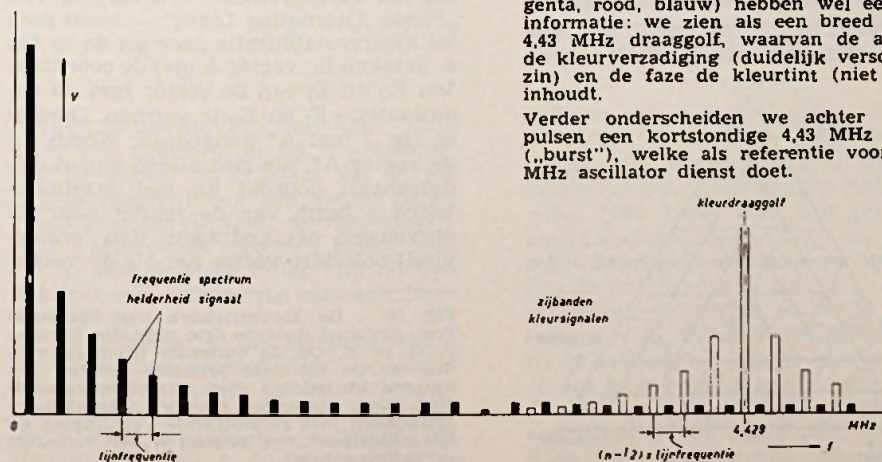 genta, rood, blauw) hebben wel ee
informatie: we zien als een breed
4,43 MHz draaggolf, waarvan de a
de kleurverzadiging (duidelijk versc
zin) en de faze de kleurtint (niet
inhoudt.
Verder onderscheiden we achter
pulsen een kortstondige 4,43 MHz
(„burst"), welke als referentie voor
MHz ascillator dienst doet.
V
frequentie spectrum
helderheid signaal
kleurdraaggolf
zijbanden
kleursignalen
0
4,429
MHz
lijnfrequentie
(n-½) x lijnfrequentie
f